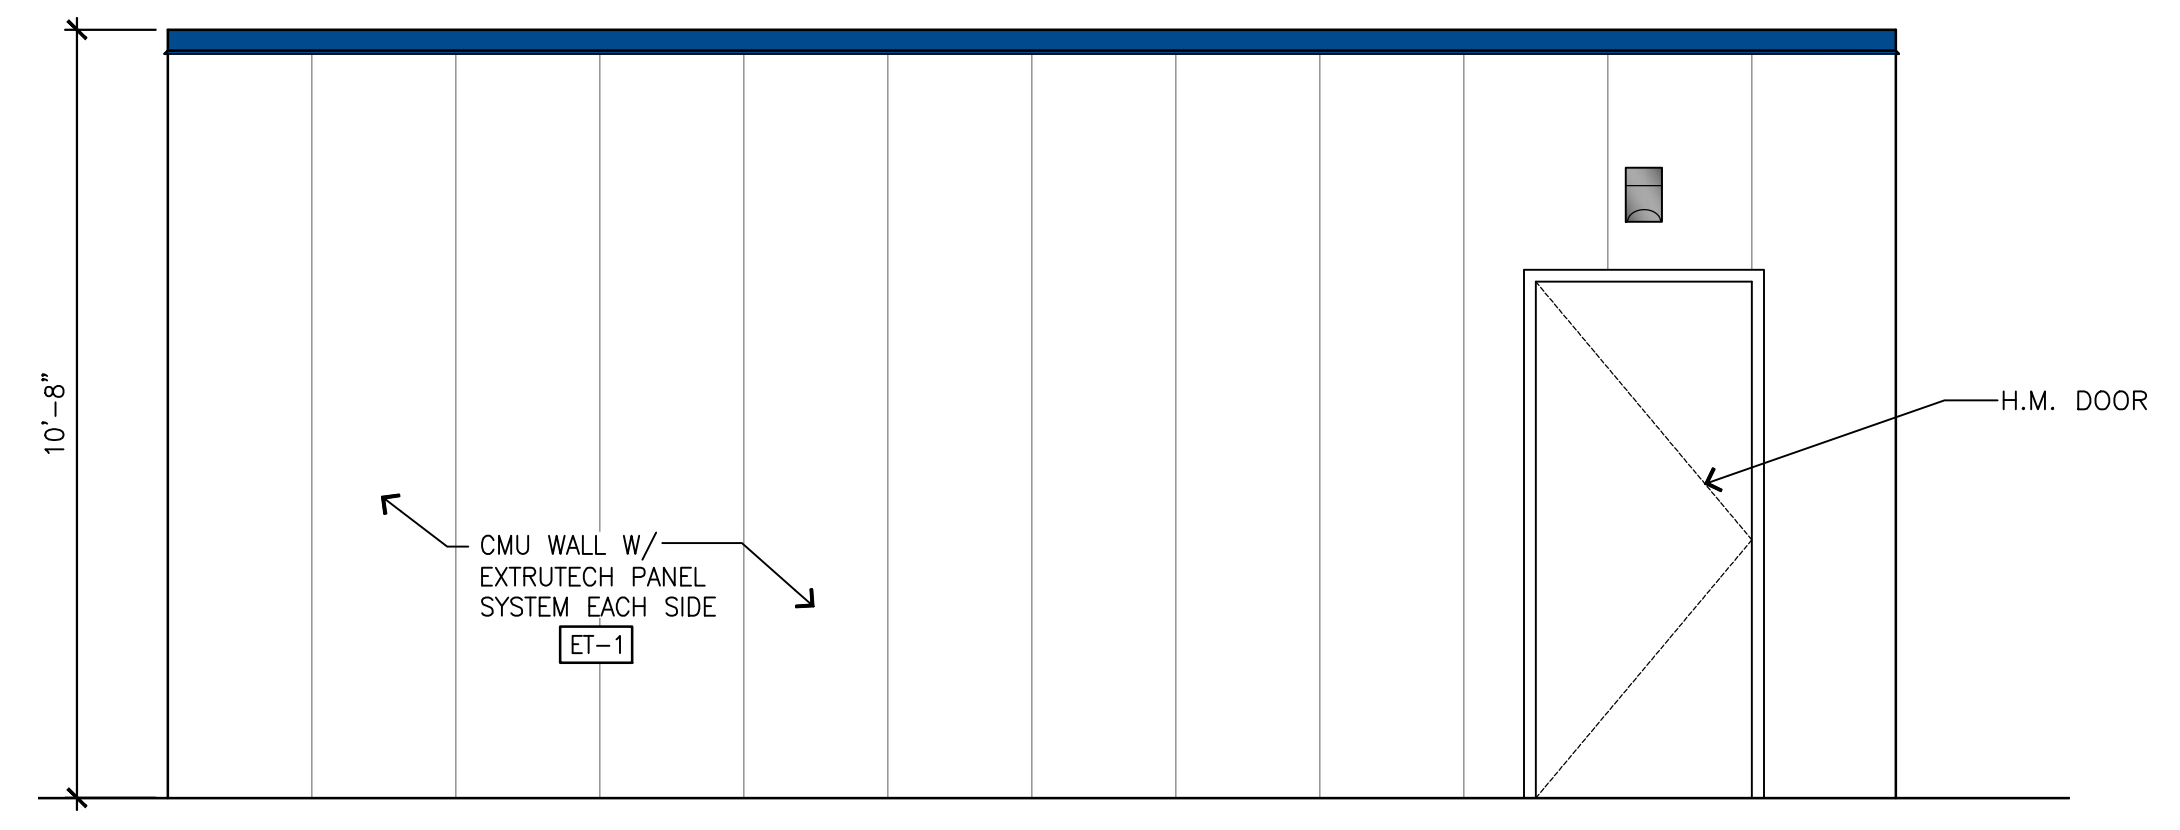 10'-8"
H.M. DOOR
CMU WALL W/
EXTRUTECH PANEL
SYSTEM EACH SIDE
ET-1